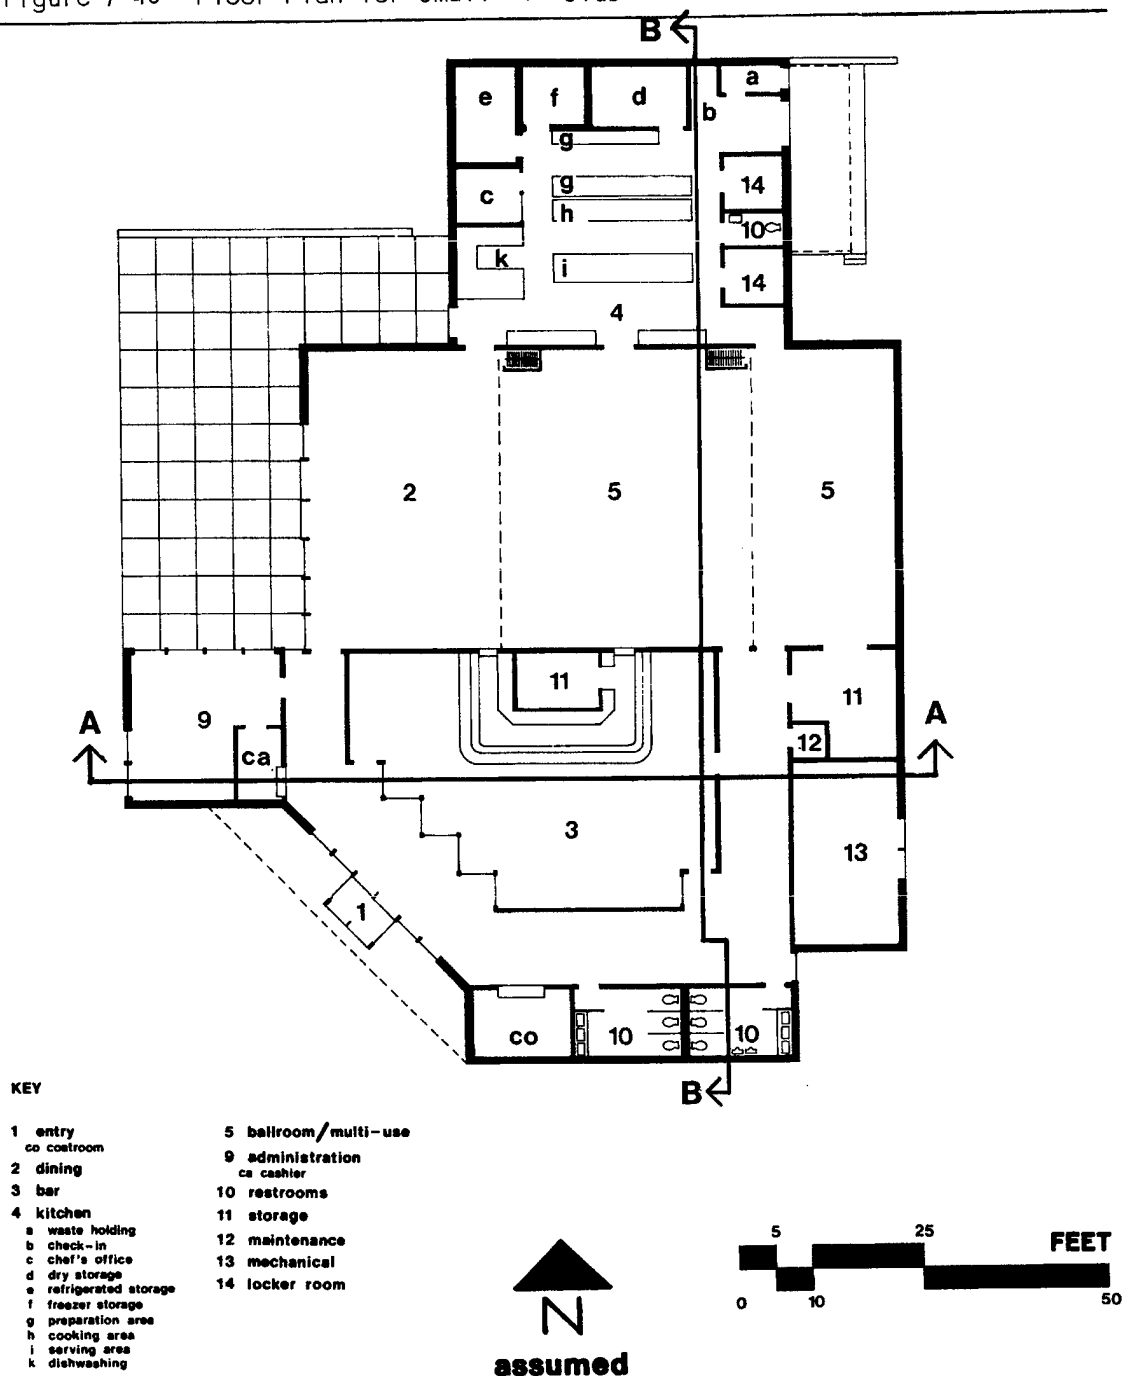 B
a
e
f
d
b
g
14
g
c
h
10
k
i
14
4
2
5
5
11
11
A
9
A
12
ca
3
13
1
co
10
10
B
KEY
1 entry
co coatroom
2 dining
3 bar
4 kitchen
a waste holding
b check-in
c chef's office
d dry storage
e refrigerated storage
f freezer storage
g preparation area
h cooking area
i serving area
k dishwashing
5 ballroom/multi-use
9 administration
ca cashier
10 restrooms
11 storage
12 maintenance
13 mechanical
14 locker room
N
assumed
5 25
FEET
0 10 50